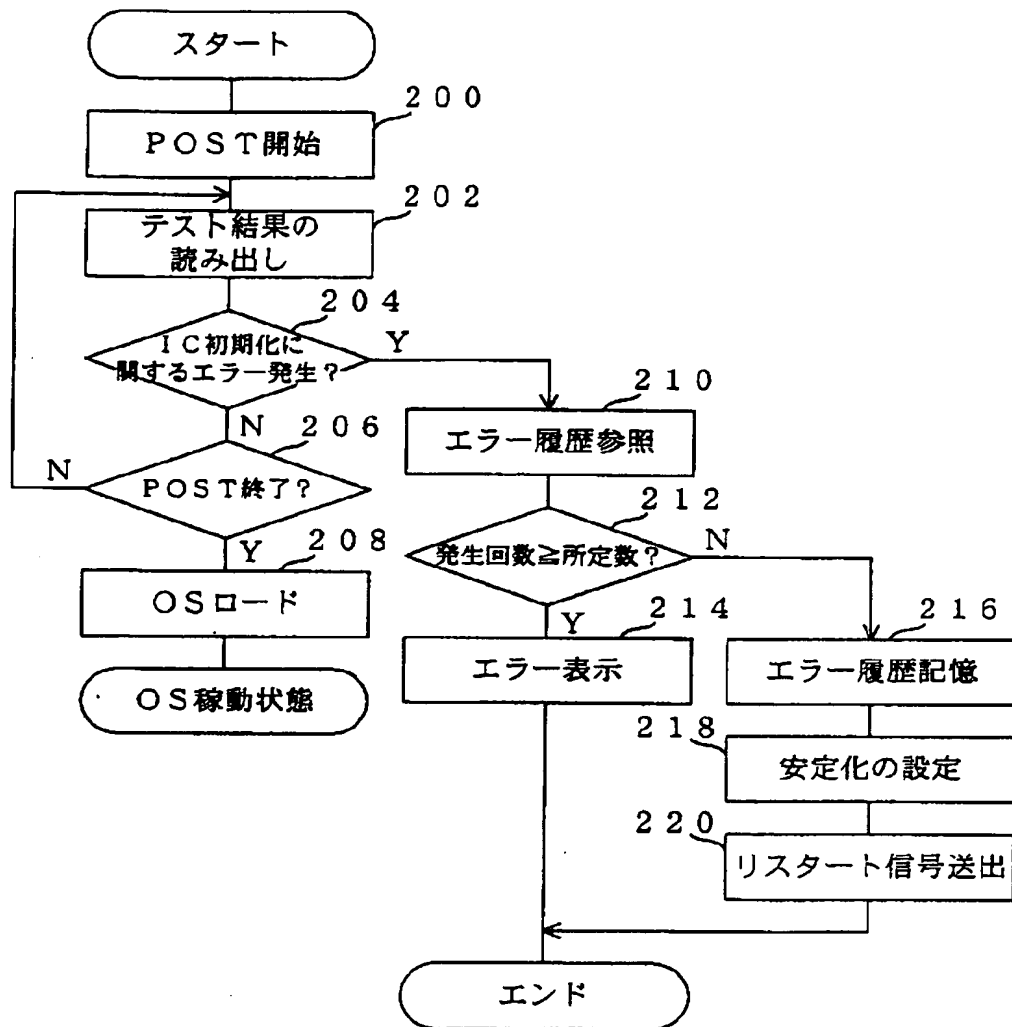 スタート
200
POST開始
202
テスト結果の
読み出し
204
IC初期化に
関するエラー発生?
Y
N
206
POST終了?
N
Y
208
OSロード
OS稼動状態
210
エラー履歴参照
212
発生回数≧所定数?
N
Y
214
エラー表示
216
エラー履歴記憶
218
安定化の設定
220
リスタート信号送出
エンド